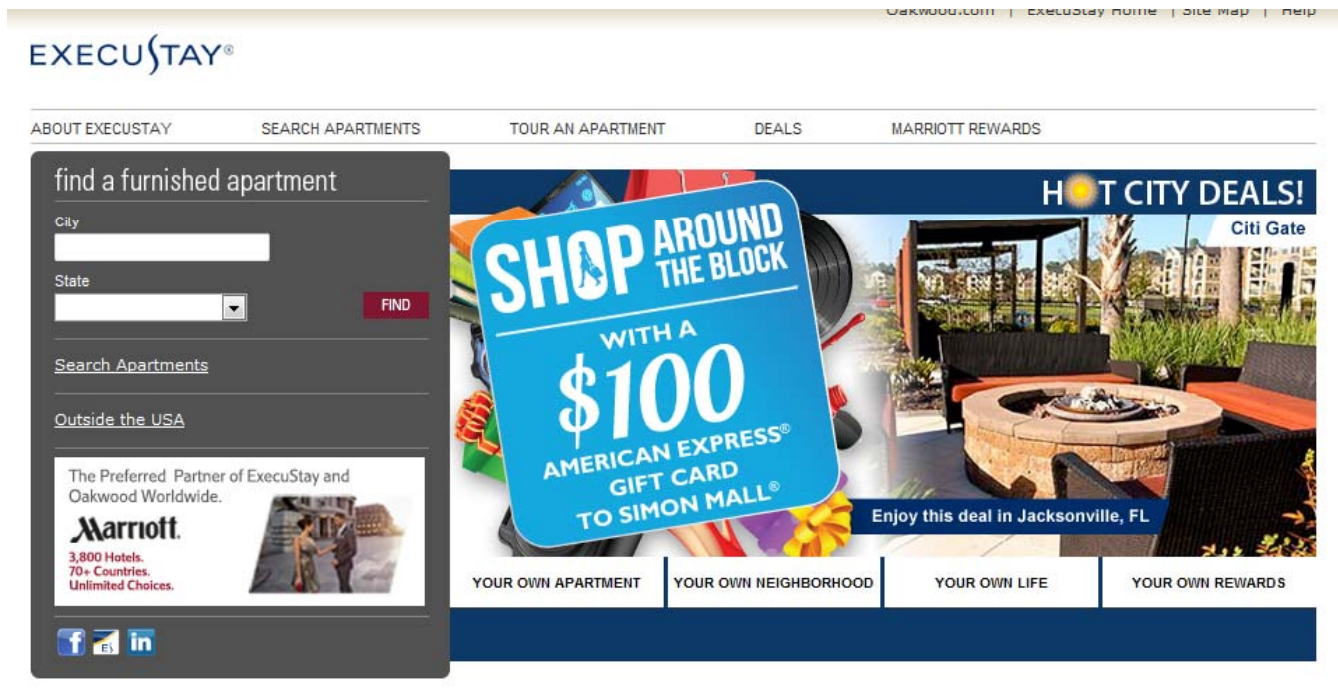 Oakwood.com | ExecuStay Home | Site Map | Help
EXECUSTAY®
ABOUT EXECUSTAY SEARCH APARTMENTS TOUR AN APARTMENT DEALS MARRIOTT REWARDS
find a furnished apartment
City
State
FIND
Search Apartments
Outside the USA
The Preferred Partner of ExecuStay and
Oakwood Worldwide.
Marriott.
3,800 Hotels.
70+ Countries.
Unlimited Choices.
f ES in
HOT CITY DEALS!
Citi Gate
SHOP AROUND
THE BLOCK
WITH A
$100
AMERICAN EXPRESS®
GIFT CARD
TO SIMON MALL®
Enjoy this deal in Jacksonville, FL
YOUR OWN APARTMENT YOUR OWN NEIGHBORHOOD YOUR OWN LIFE YOUR OWN REWARDS